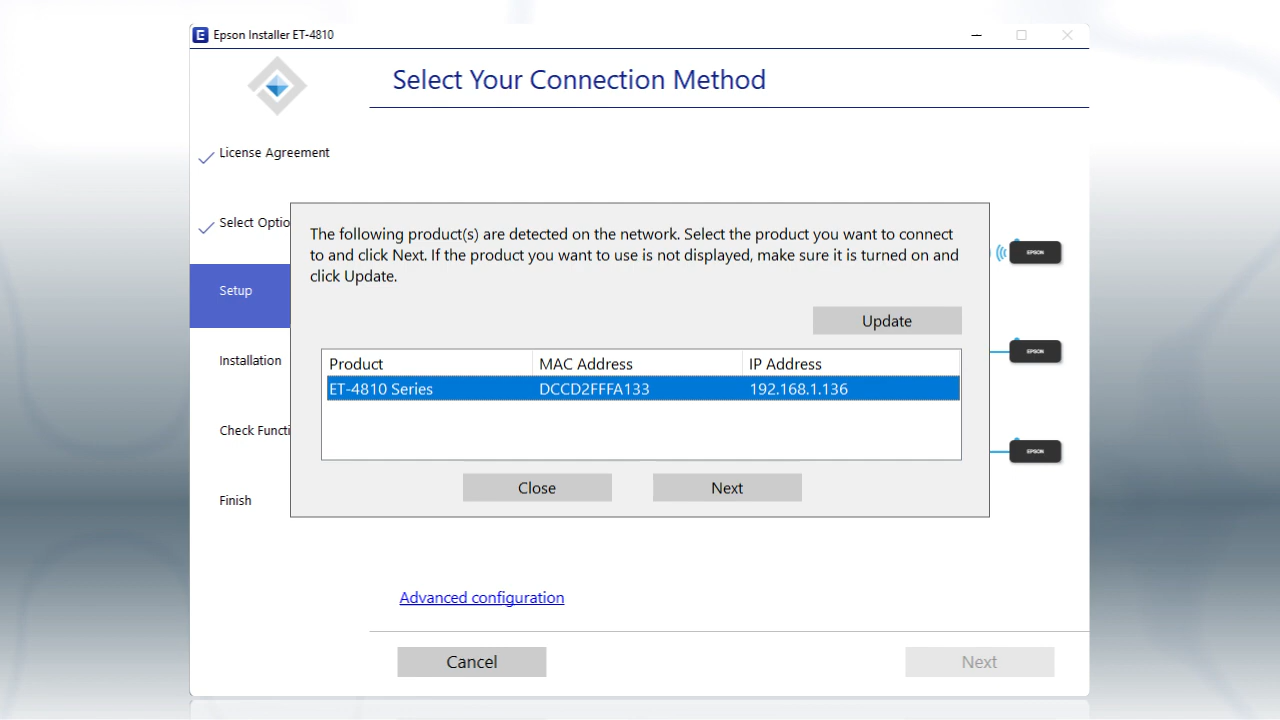 Epson Installer ET-4810
Select Your Connection Method
License Agreement
Select Optio
Setup
Installation
Check Functi
Finish
The following product(s) are detected on the network. Select the product you want to connect
to and click Next. If the product you want to use is not displayed, make sure it is turned on and
click Update.
Update
Product MAC Address IP Address
ET-4810 Series DCCD2FFFA133 192.168.1.136
Close Next
EPSON
EPSON
EPSON
Advanced configuration
Cancel Next